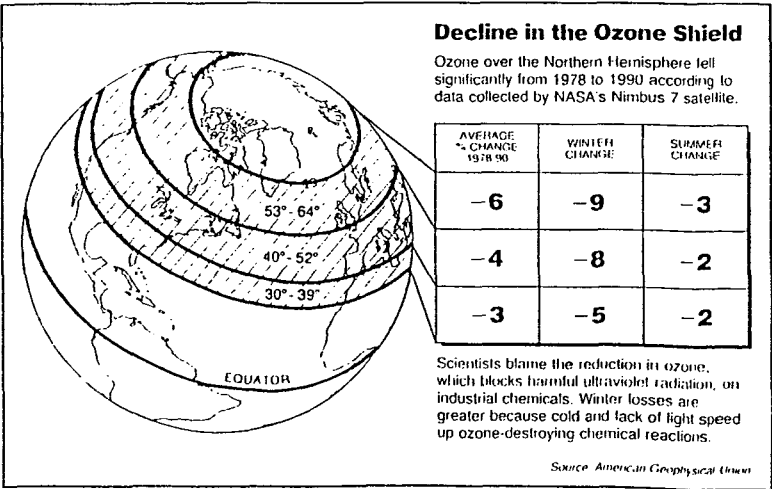 Decline in the Ozone Shield
Ozone over the Northern Hemisphere fell
significantly from 1978 to 1990 according to
data collected by NASA's Nimbus 7 satellite.
AVERAGE
% CHANGE
1978-90
WINTER
CHANGE
SUMMER
CHANGE
53°- 64°
-6 -9 -3
40°- 52°
-4 -8 -2
30°- 39°
-3 -5 -2
EQUATOR
Scientists blame the reduction in ozone,
which blocks harmful ultraviolet radiation, on
industrial chemicals. Winter losses are
greater because cold and lack of light speed
up ozone-destroying chemical reactions.
Source American Geophysical Union